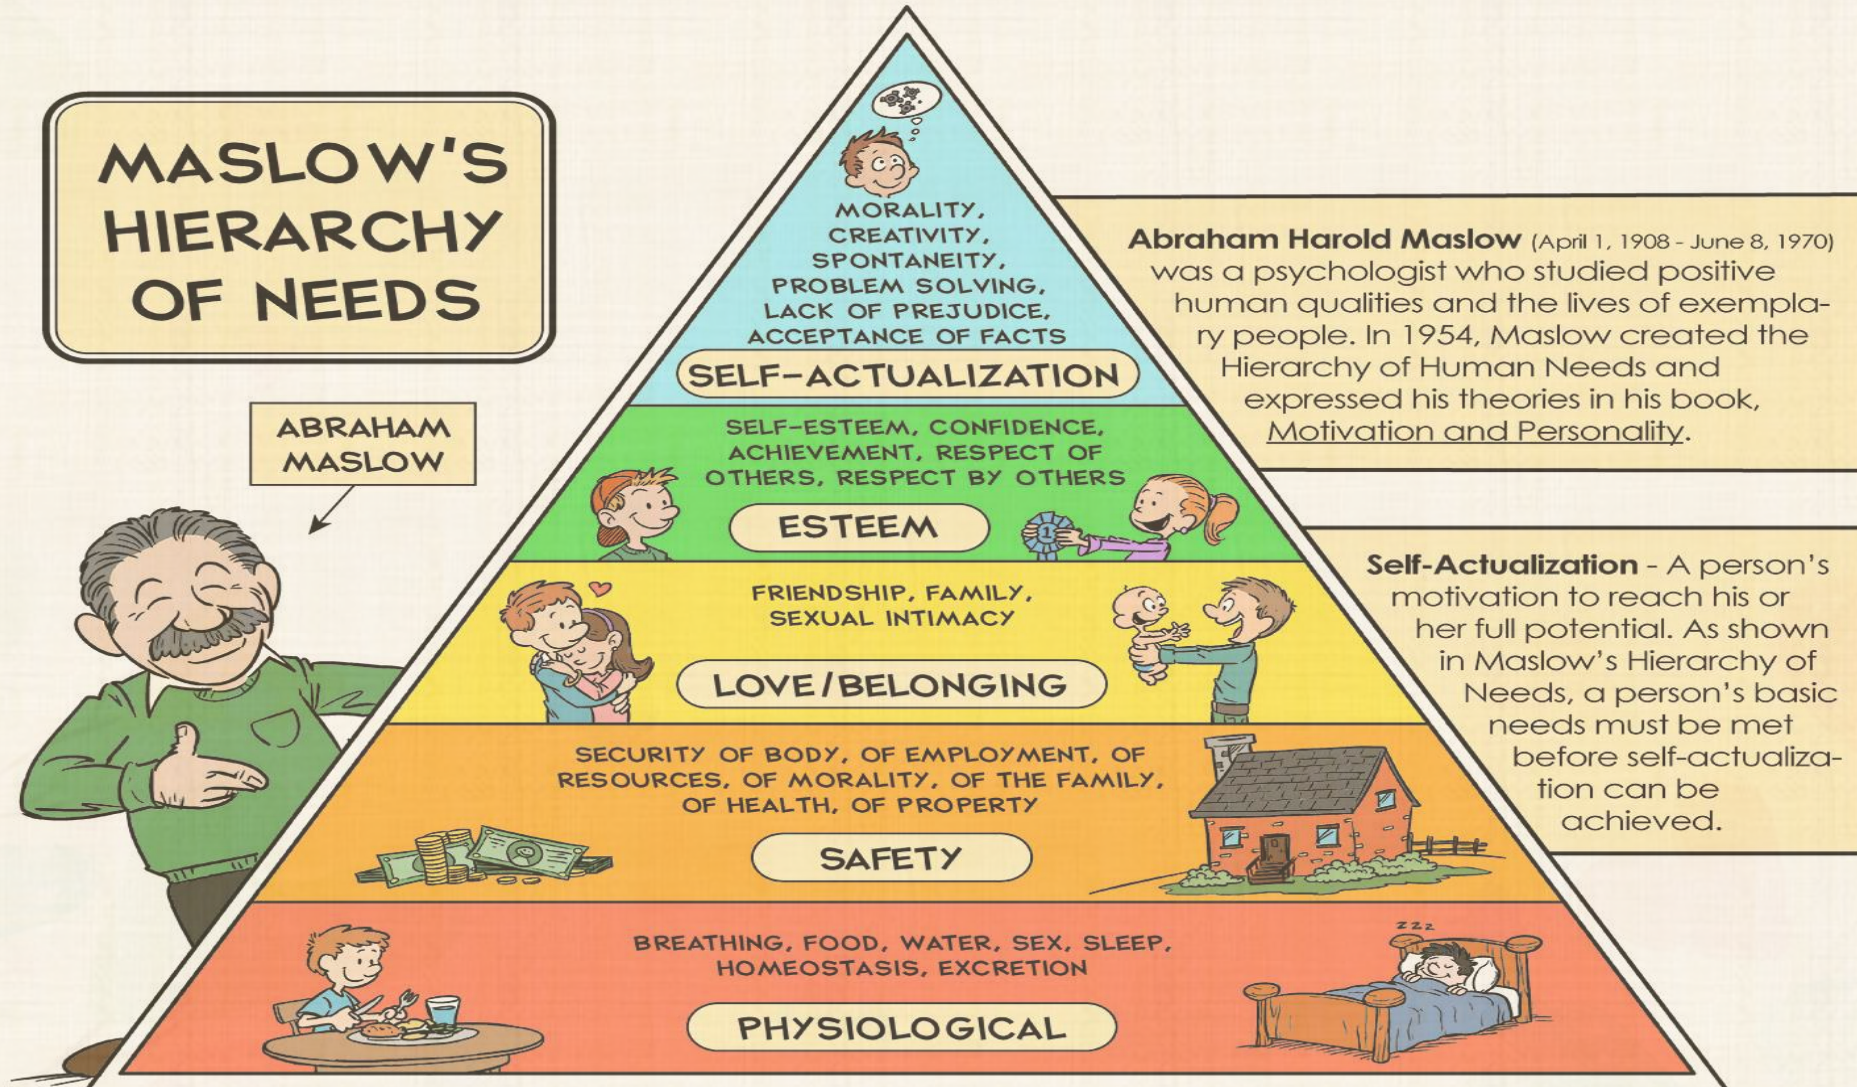 MASLOW'S
HIERARCHY
OF NEEDS
ABRAHAM
MASLOW
MORALITY,
CREATIVITY,
SPONTANEITY,
PROBLEM SOLVING,
LACK OF PREJUDICE,
ACCEPTANCE OF FACTS
SELF-ACTUALIZATION
SELF-ESTEEM, CONFIDENCE,
ACHIEVEMENT, RESPECT OF
OTHERS, RESPECT BY OTHERS
1
ESTEEM
FRIENDSHIP, FAMILY,
SEXUAL INTIMACY
LOVE/BELONGING
SECURITY OF BODY, OF EMPLOYMENT, OF
RESOURCES, OF MORALITY, OF THE FAMILY,
OF HEALTH, OF PROPERTY
SAFETY
BREATHING, FOOD, WATER, SEX, SLEEP,
HOMEOSTASIS, EXCRETION
zzz
PHYSIOLOGICAL
Abraham Harold Maslow (April 1, 1908 - June 8, 1970)
was a psychologist who studied positive
human qualities and the lives of exempla-
ry people. In 1954, Maslow created the
Hierarchy of Human Needs and
expressed his theories in his book,
Motivation and Personality.
Self-Actualization - A person's
motivation to reach his or
her full potential. As shown
in Maslow's Hierarchy of
Needs, a person's basic
needs must be met
before self-actualiza-
tion can be
achieved.